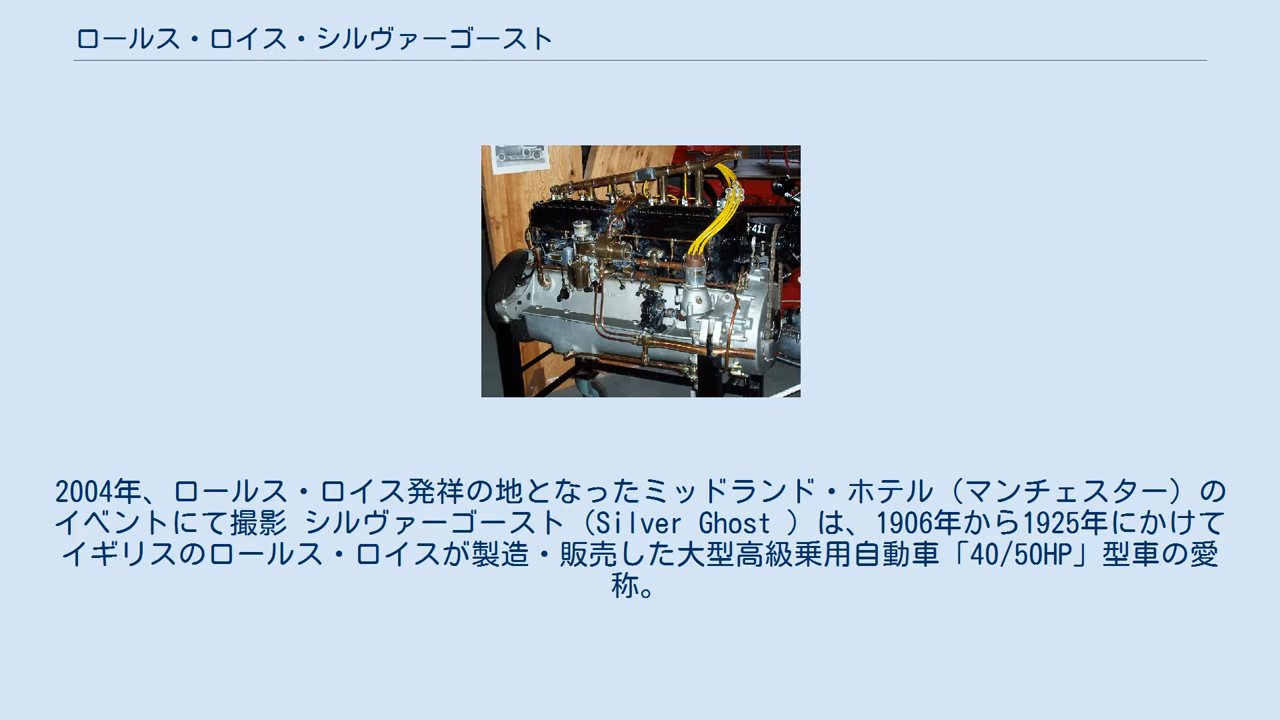 ロールス・ロイス・シルヴァーゴースト
411
2004年、ロールス・ロイス発祥の地となったミッドランド・ホテル（マンチェスター）の
イベントにて撮影 シルヴァーゴースト（Silver Ghost ）は、1906年から1925年にかけて
イギリスのロールス・ロイスが製造・販売した大型高級乗用自動車「40/50HP」型車の愛
称。